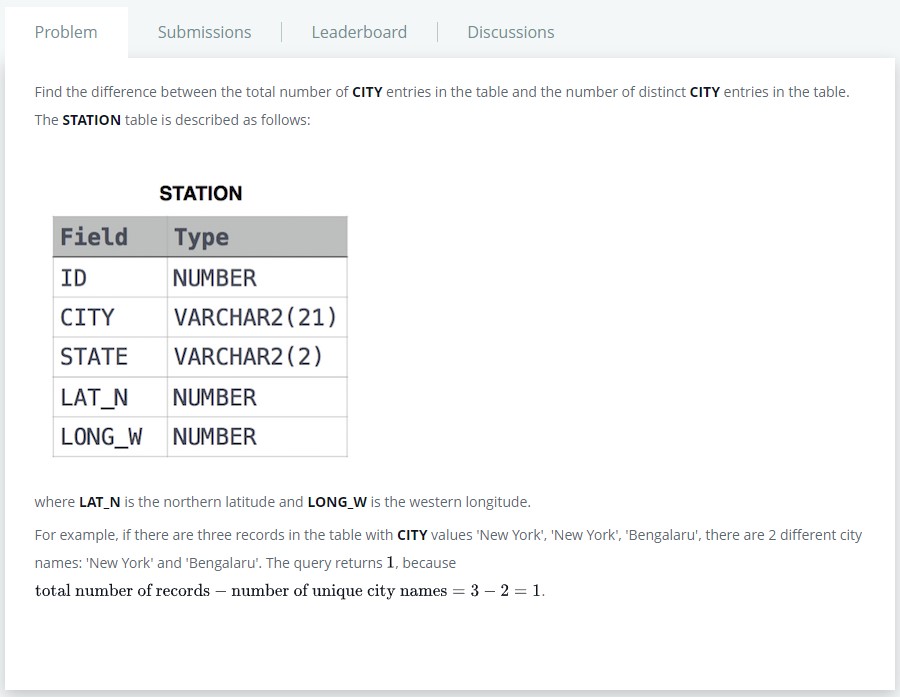 Problem Submissions Leaderboard Discussions
Find the difference between the total number of CITY entries in the table and the number of distinct CITY entries in the table.
The STATION table is described as follows:
STATION
Field Type
ID NUMBER
CITY VARCHAR2(21)
STATE VARCHAR2(2)
LAT_N NUMBER
LONG_W NUMBER
where LAT_N is the northern latitude and LONG_W is the western longitude.
For example, if there are three records in the table with CITY values 'New York', 'New York', 'Bengalaru', there are 2 different city
names: 'New York' and 'Bengalaru'. The query returns 1, because
total number of records − number of unique city names = 3 − 2 = 1.